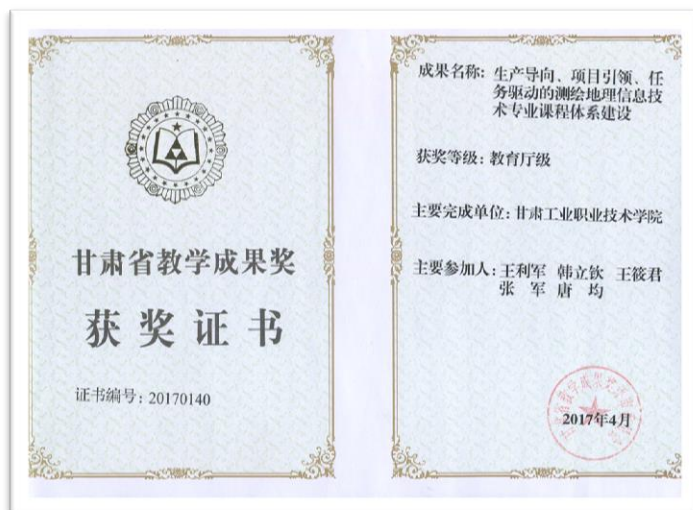 甘肃省教学成果奖
获奖证书
证书编号：20170140
成果名称：生产导向、项目引领、任
务驱动的测绘地理信息技
术专业课程体系建设
获奖等级：教育厅级
主要完成单位：甘肃工业职业技术学院
主要参加人：王利军 韩立钦 王筱君
张 军 唐 均
2017年4月